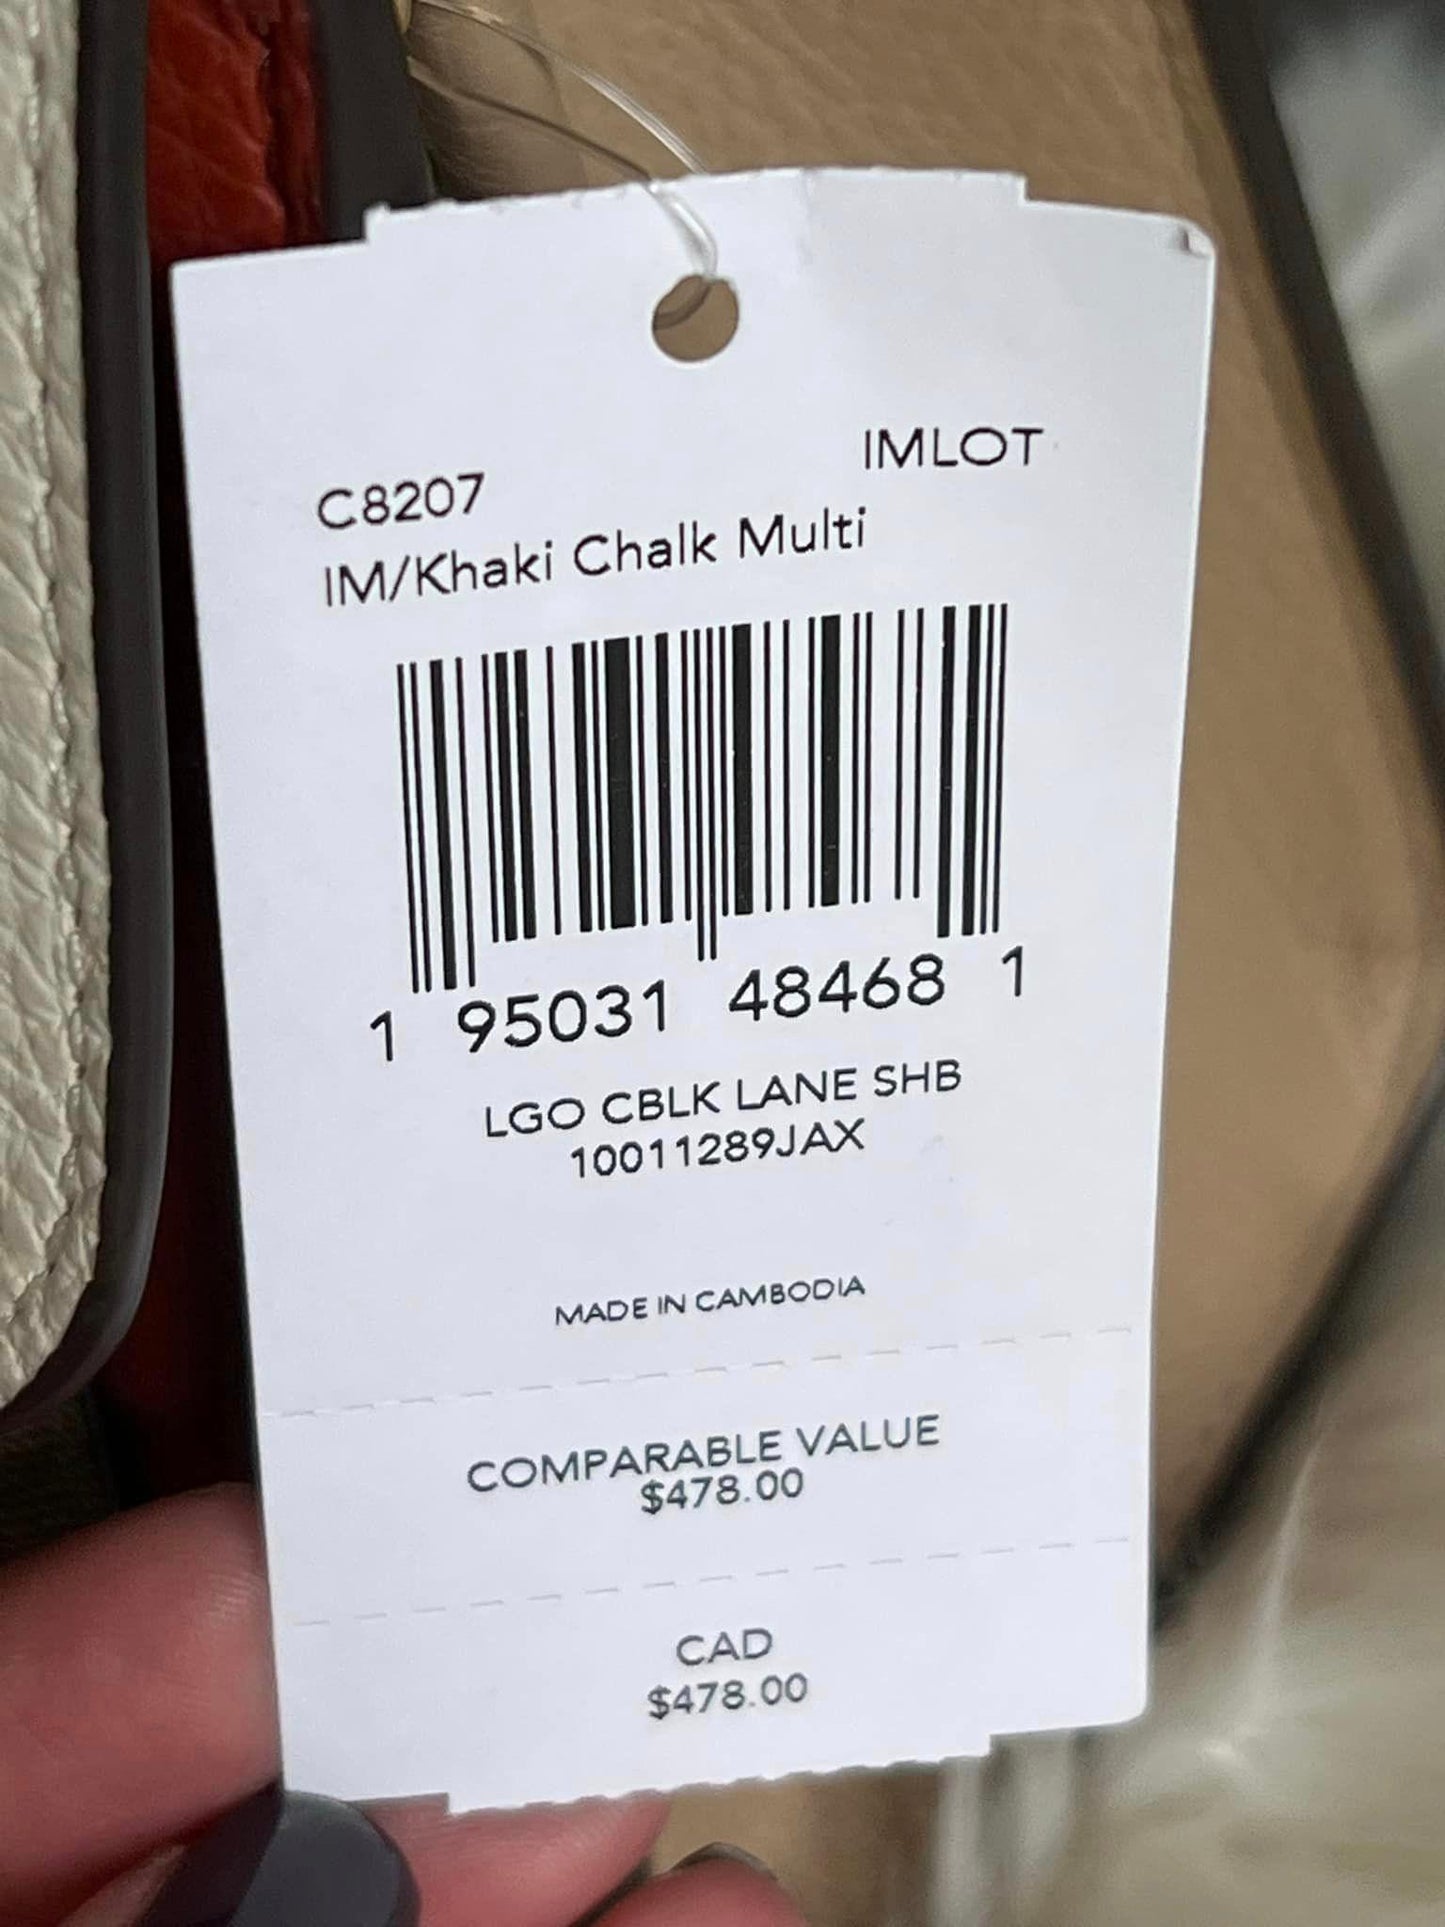 IMLOT
C8207
IM/Khaki Chalk Multi
1 95031 48468 1
LGO CBLK LANE SHB
10011289JAX
MADE IN CAMBODIA
COMPARABLE VALUE
$478.00
CAD
$478.00